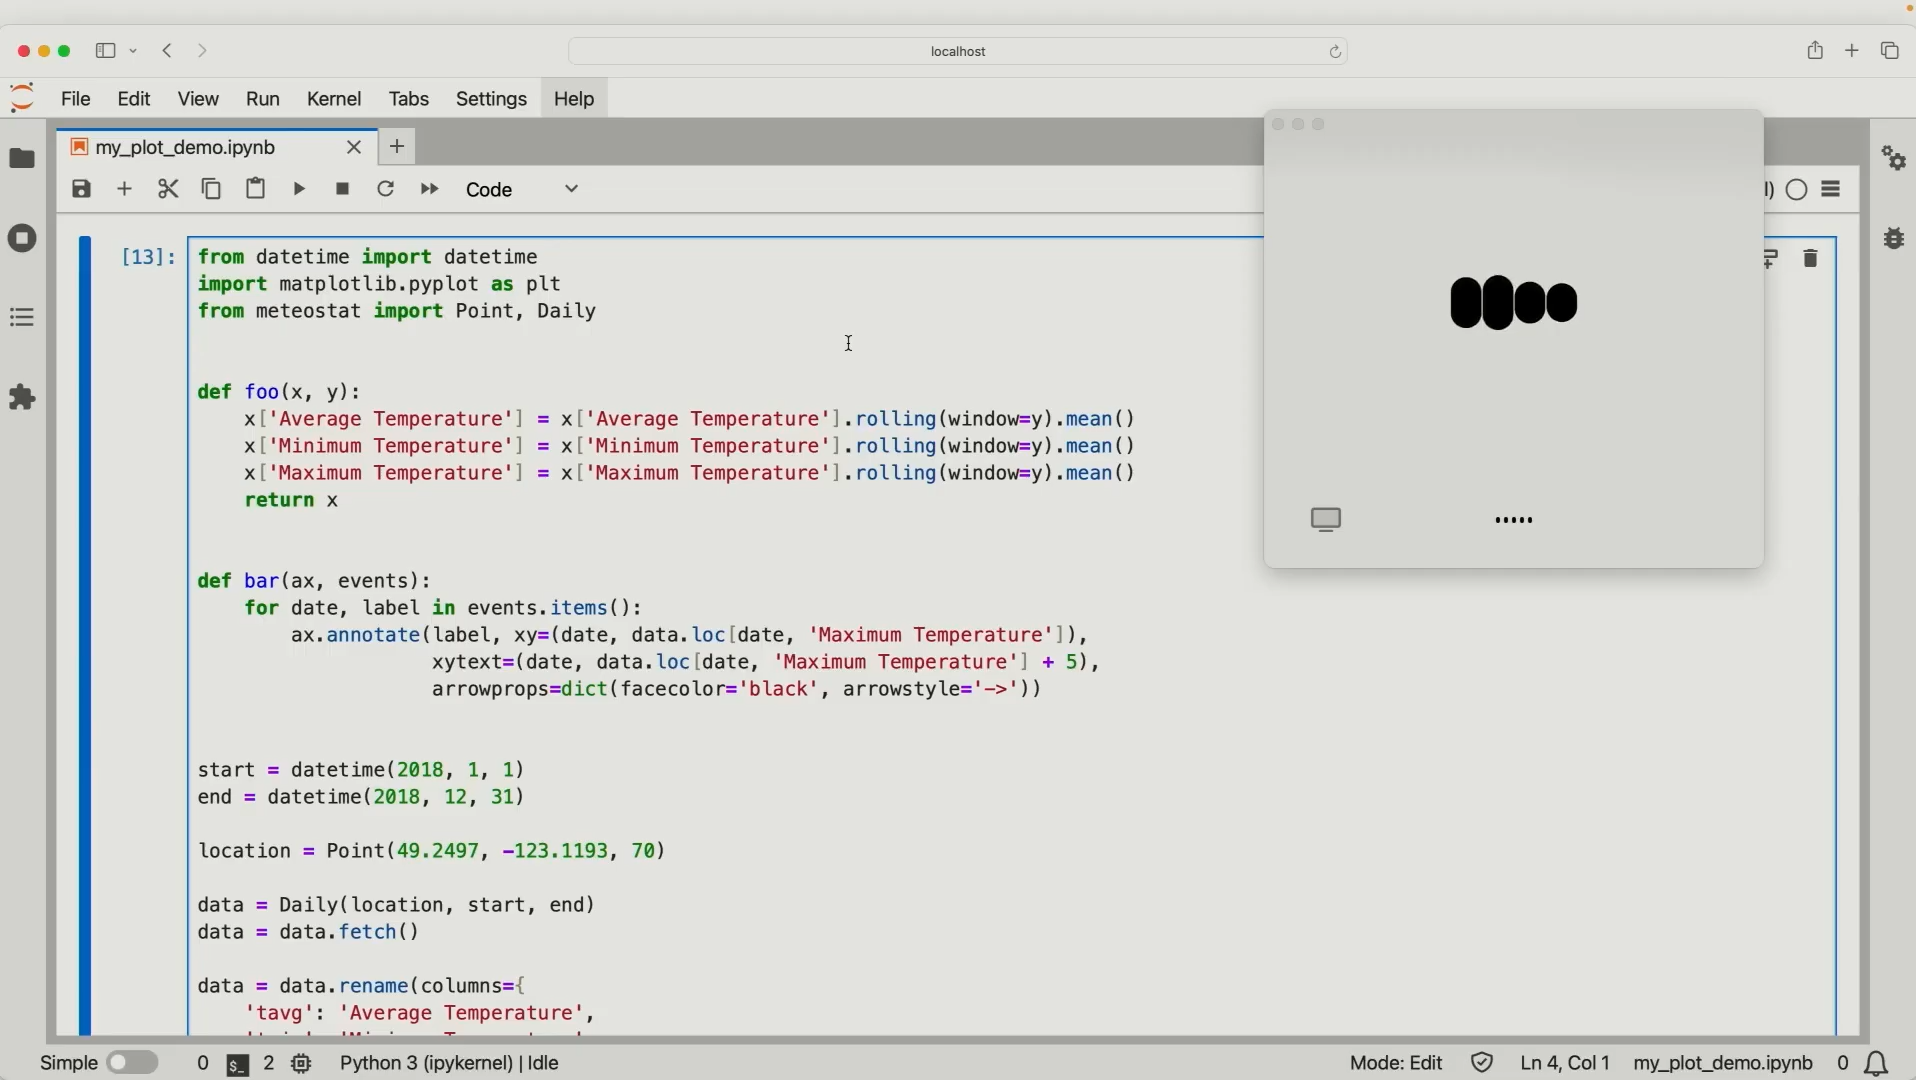 localhost
File Edit View Run Kernel Tabs Settings Help
my_plot_demo.ipynb
Code
[13]:
from datetime import datetime
import matplotlib.pyplot as plt
from meteostat import Point, Daily
def foo(x, y):
x['Average Temperature'] = x['Average Temperature'].rolling(window=y).mean()
x['Minimum Temperature'] = x['Minimum Temperature'].rolling(window=y).mean()
x['Maximum Temperature'] = x['Maximum Temperature'].rolling(window=y).mean()
return x
def bar(ax, events):
for date, label in events.items():
ax.annotate(label, xy=(date, data.loc[date, 'Maximum Temperature']),
xytext=(date, data.loc[date, 'Maximum Temperature'] + 5),
arrowprops=dict(facecolor='black', arrowstyle='->'))
start = datetime(2018, 1, 1)
end = datetime(2018, 12, 31)
location = Point(49.2497, -123.1193, 70)
data = Daily(location, start, end)
data = data.fetch()
data = data.rename(columns={
'tavg': 'Average Temperature',
Simple 0 $_ 2 Python 3 (ipykernel) | Idle Mode: Edit Ln 4, Col 1 my_plot_demo.ipynb 0